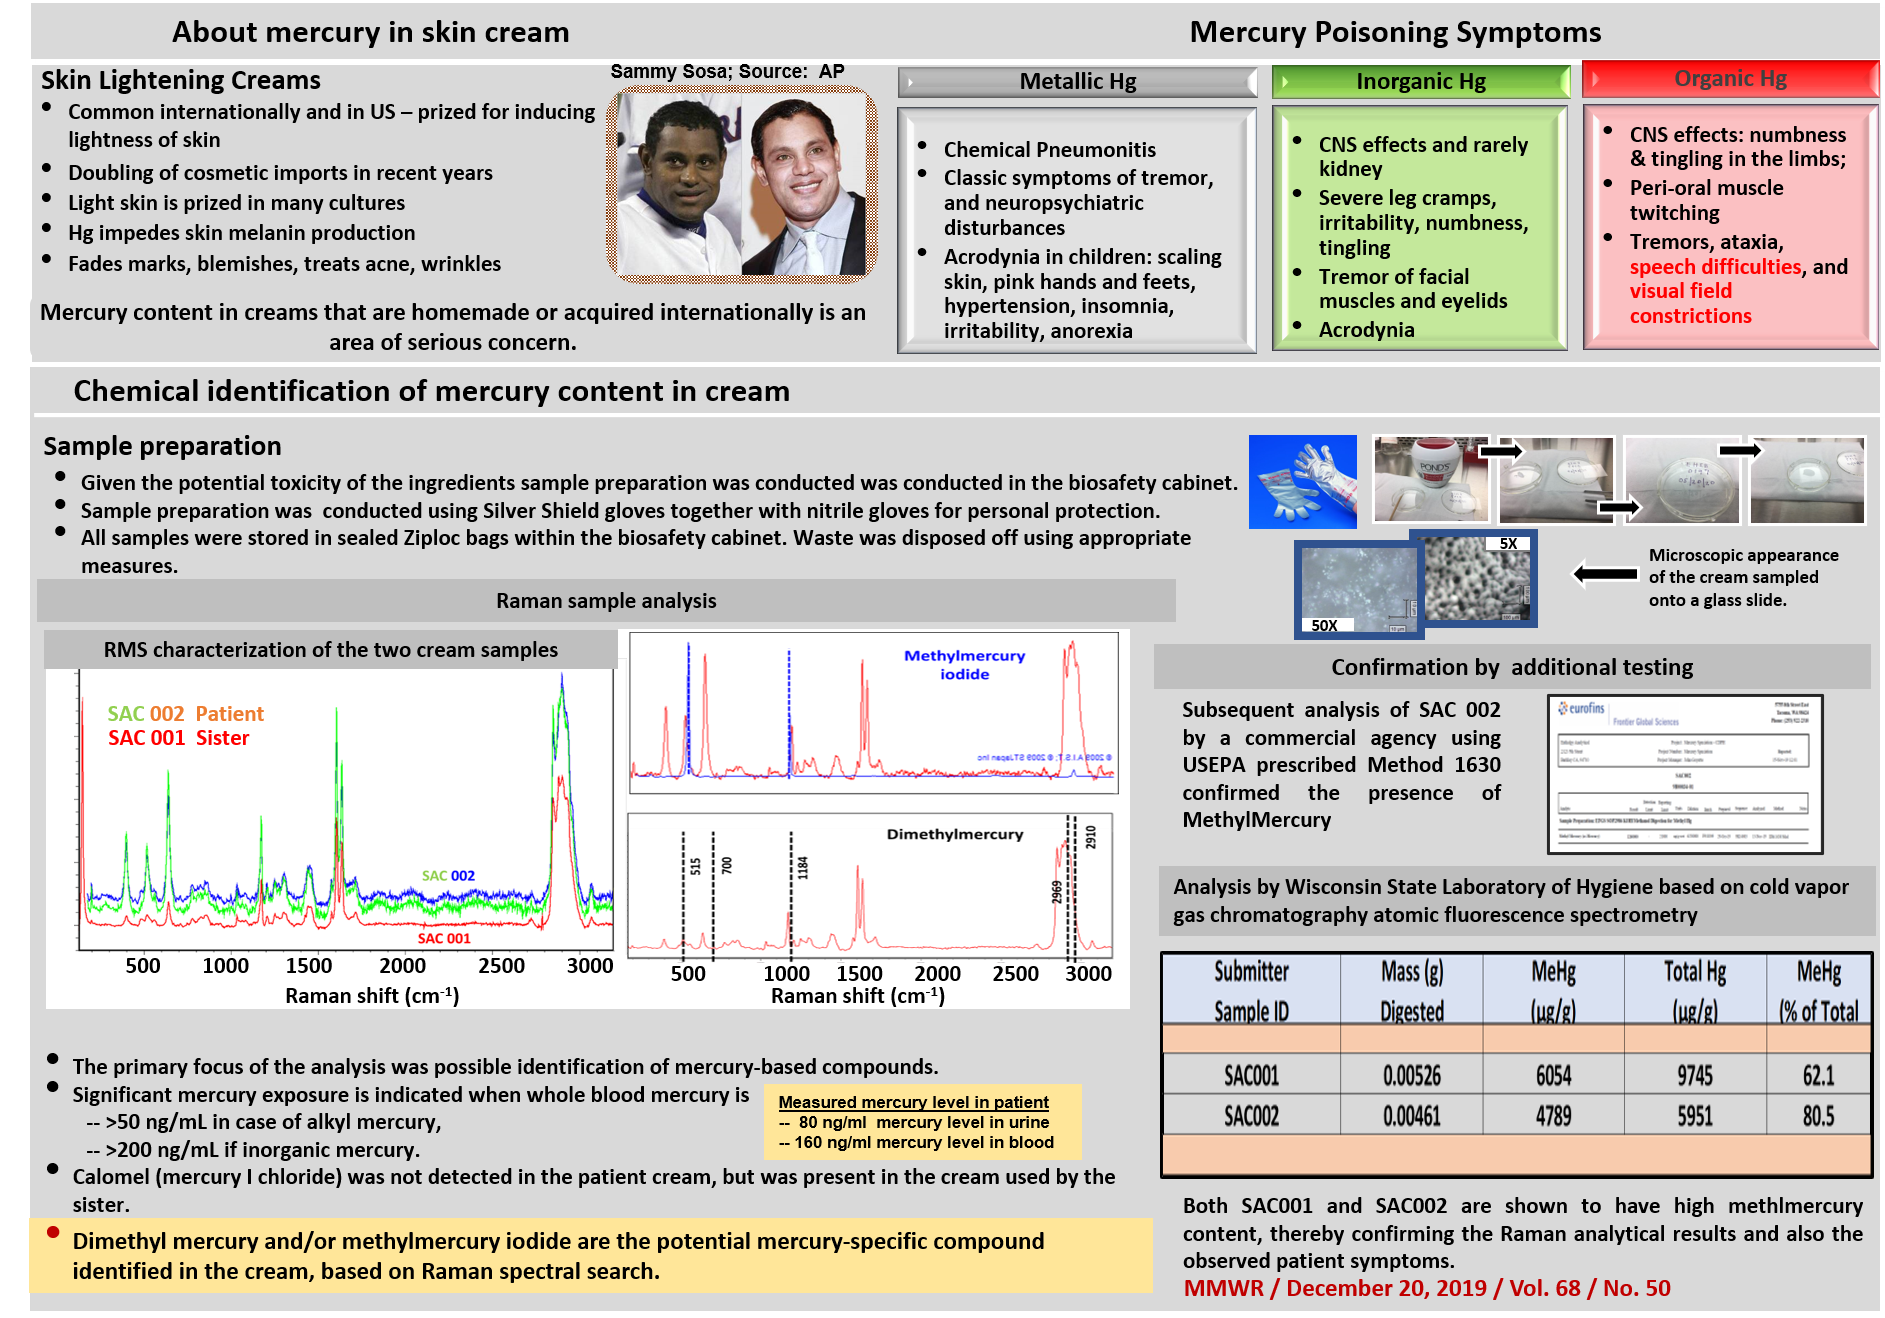 About mercury in skin cream
Mercury Poisoning Symptoms
Skin Lightening Creams
• Common internationally and in US – prized for inducing
lightness of skin
• Doubling of cosmetic imports in recent years
• Light skin is prized in many cultures
• Hg impedes skin melanin production
• Fades marks, blemishes, treats acne, wrinkles
Sammy Sosa; Source: AP
Mercury content in creams that are homemade or acquired internationally is an
area of serious concern.
Metallic Hg
• Chemical Pneumonitis
• Classic symptoms of tremor,
and neuropsychiatric
disturbances
• Acrodynia in children: scaling
skin, pink hands and feets,
hypertension, insomnia,
irritability, anorexia
Inorganic Hg
• CNS effects and rarely
kidney
• Severe leg cramps,
irritability, numbness,
tingling
• Tremor of facial
muscles and eyelids
• Acrodynia
Organic Hg
• CNS effects: numbness
& tingling in the limbs;
• Peri-oral muscle
twitching
• Tremors, ataxia,
speech difficulties, and
visual field
constrictions
Chemical identification of mercury content in cream
Sample preparation
• Given the potential toxicity of the ingredients sample preparation was conducted was conducted in the biosafety cabinet.
• Sample preparation was conducted using Silver Shield gloves together with nitrile gloves for personal protection.
• All samples were stored in sealed Ziploc bags within the biosafety cabinet. Waste was disposed off using appropriate
measures.
POND'S
5X
50X
Microscopic appearance
of the cream sampled
onto a glass slide.
Raman sample analysis
RMS characterization of the two cream samples
SAC 002 Patient
SAC 001 Sister
SAC 002
SAC 001
500 1000 1500 2000 2500 3000
Raman shift (cm-1)
Methylmercury
iodide
Dimethylmercury
515
700
1184
2969
2910
500 1000 1500 2000 2500 3000
Raman shift (cm-1)
• The primary focus of the analysis was possible identification of mercury-based compounds.
• Significant mercury exposure is indicated when whole blood mercury is
-- >50 ng/mL in case of alkyl mercury,
-- >200 ng/mL if inorganic mercury.
Measured mercury level in patient
-- 80 ng/ml mercury level in urine
-- 160 ng/ml mercury level in blood
• Calomel (mercury I chloride) was not detected in the patient cream, but was present in the cream used by the
sister.
• Dimethyl mercury and/or methylmercury iodide are the potential mercury-specific compound
identified in the cream, based on Raman spectral search.
Confirmation by additional testing
Subsequent analysis of SAC 002
by a commercial agency using
USEPA prescribed Method 1630
confirmed the presence of
MethylMercury
eurofins
Frontier Global Sciences
Analysis by Wisconsin State Laboratory of Hygiene based on cold vapor
gas chromatography atomic fluorescence spectrometry
Submitter Mass (g) MeHg Total Hg MeHg
Sample ID Digested (µg/g) (µg/g) (% of Total
SAC001 0.00526 6054 9745 62.1
SAC002 0.00461 4789 5951 80.5
Both SAC001 and SAC002 are shown to have high methlmercury
content, thereby confirming the Raman analytical results and also the
observed patient symptoms.
MMWR / December 20, 2019 / Vol. 68 / No. 50